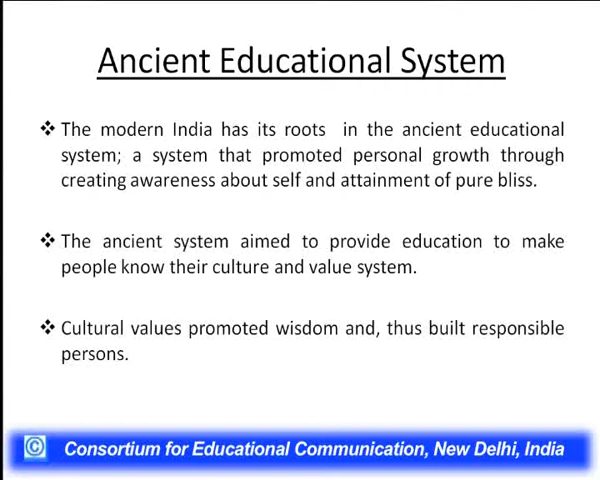 Ancient Educational System
❖ The modern India has its roots in the ancient educational
system; a system that promoted personal growth through
creating awareness about self and attainment of pure bliss.
❖ The ancient system aimed to provide education to make
people know their culture and value system.
❖ Cultural values promoted wisdom and, thus built responsible
persons.
© Consortium for Educational Communication, New Delhi, India